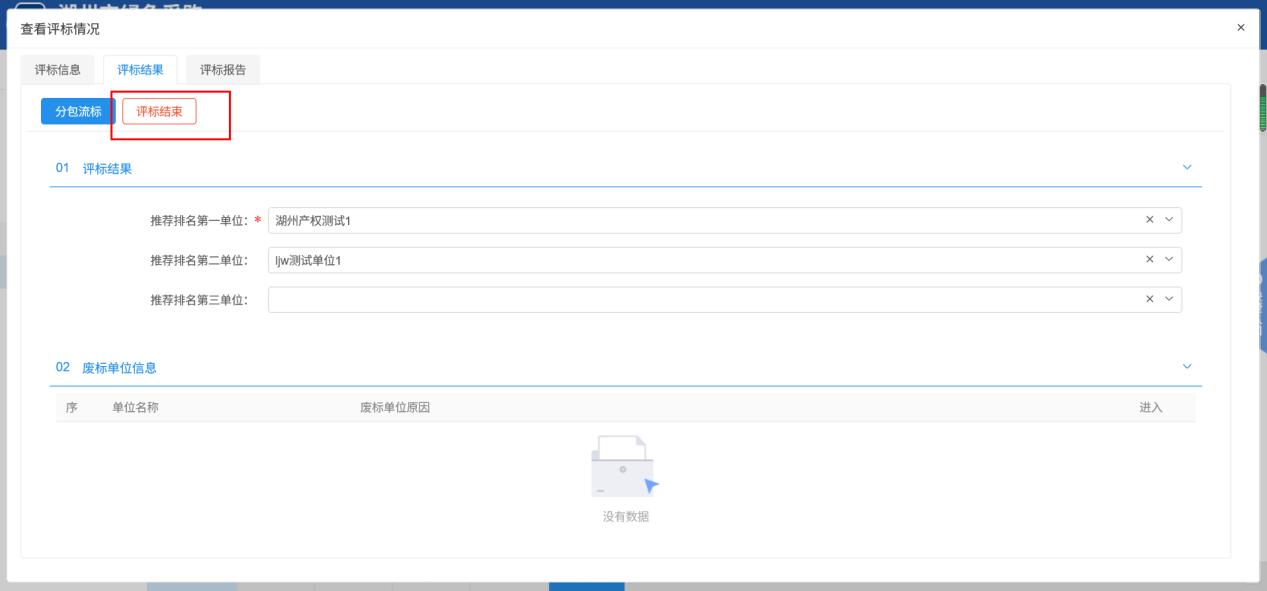 查看评标情况
×
评标信息 评标结果 评标报告
分包流标 评标结束
01 评标结果
推荐排名第一单位：* 湖州产权测试1
推荐排名第二单位： ljw测试单位1
推荐排名第三单位：
02 废标单位信息
序 单位名称 废标单位原因 进入
没有数据